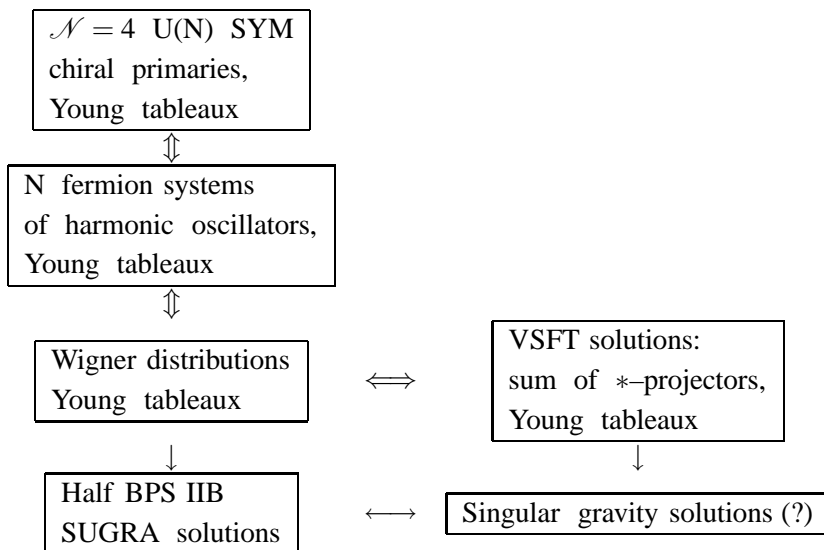 𝒩 = 4 U(N) SYM
chiral primaries,
Young tableaux
⇕
N fermion systems
of harmonic oscillators,
Young tableaux
⇕
Wigner distributions
Young tableaux
⟺
VSFT solutions:
sum of ∗–projectors,
Young tableaux
↓ ↓
Half BPS IIB
SUGRA solutions
⟷
Singular gravity solutions (?)